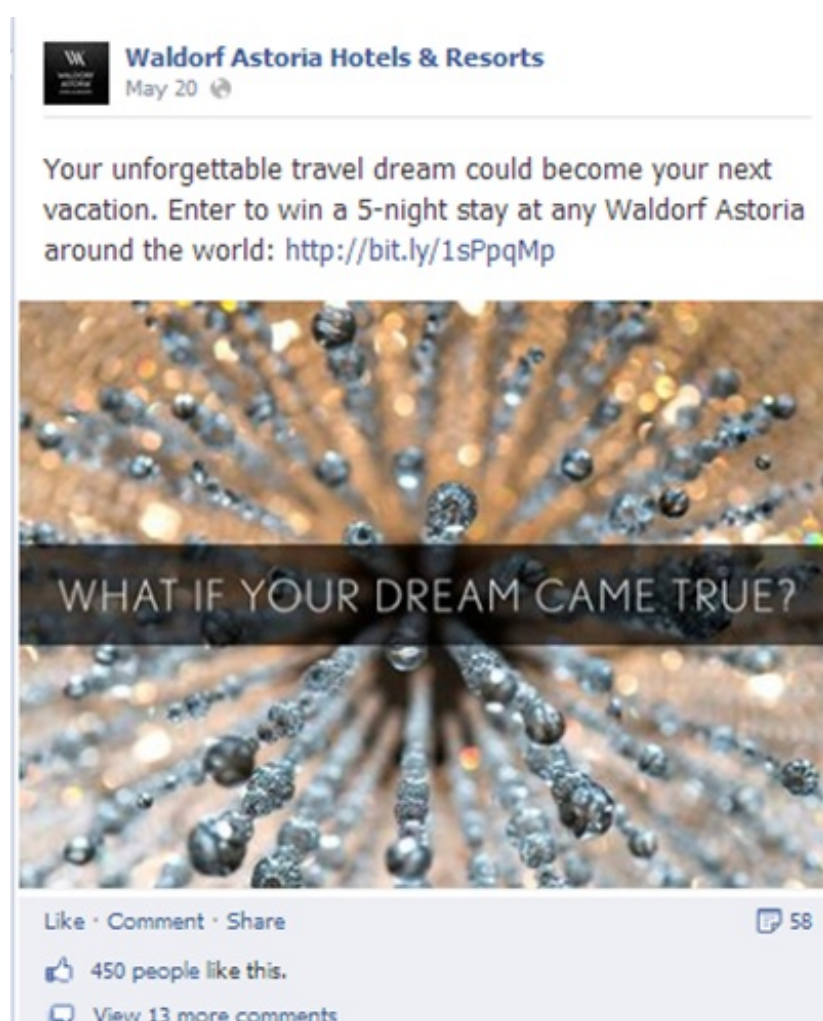 Waldorf Astoria Hotels & Resorts
May 20
Your unforgettable travel dream could become your next
vacation. Enter to win a 5-night stay at any Waldorf Astoria
around the world: http://bit.ly/1sPpqMp
WHAT IF YOUR DREAM CAME TRUE?
Like · Comment · Share
58
450 people like this.
View 13 more comments